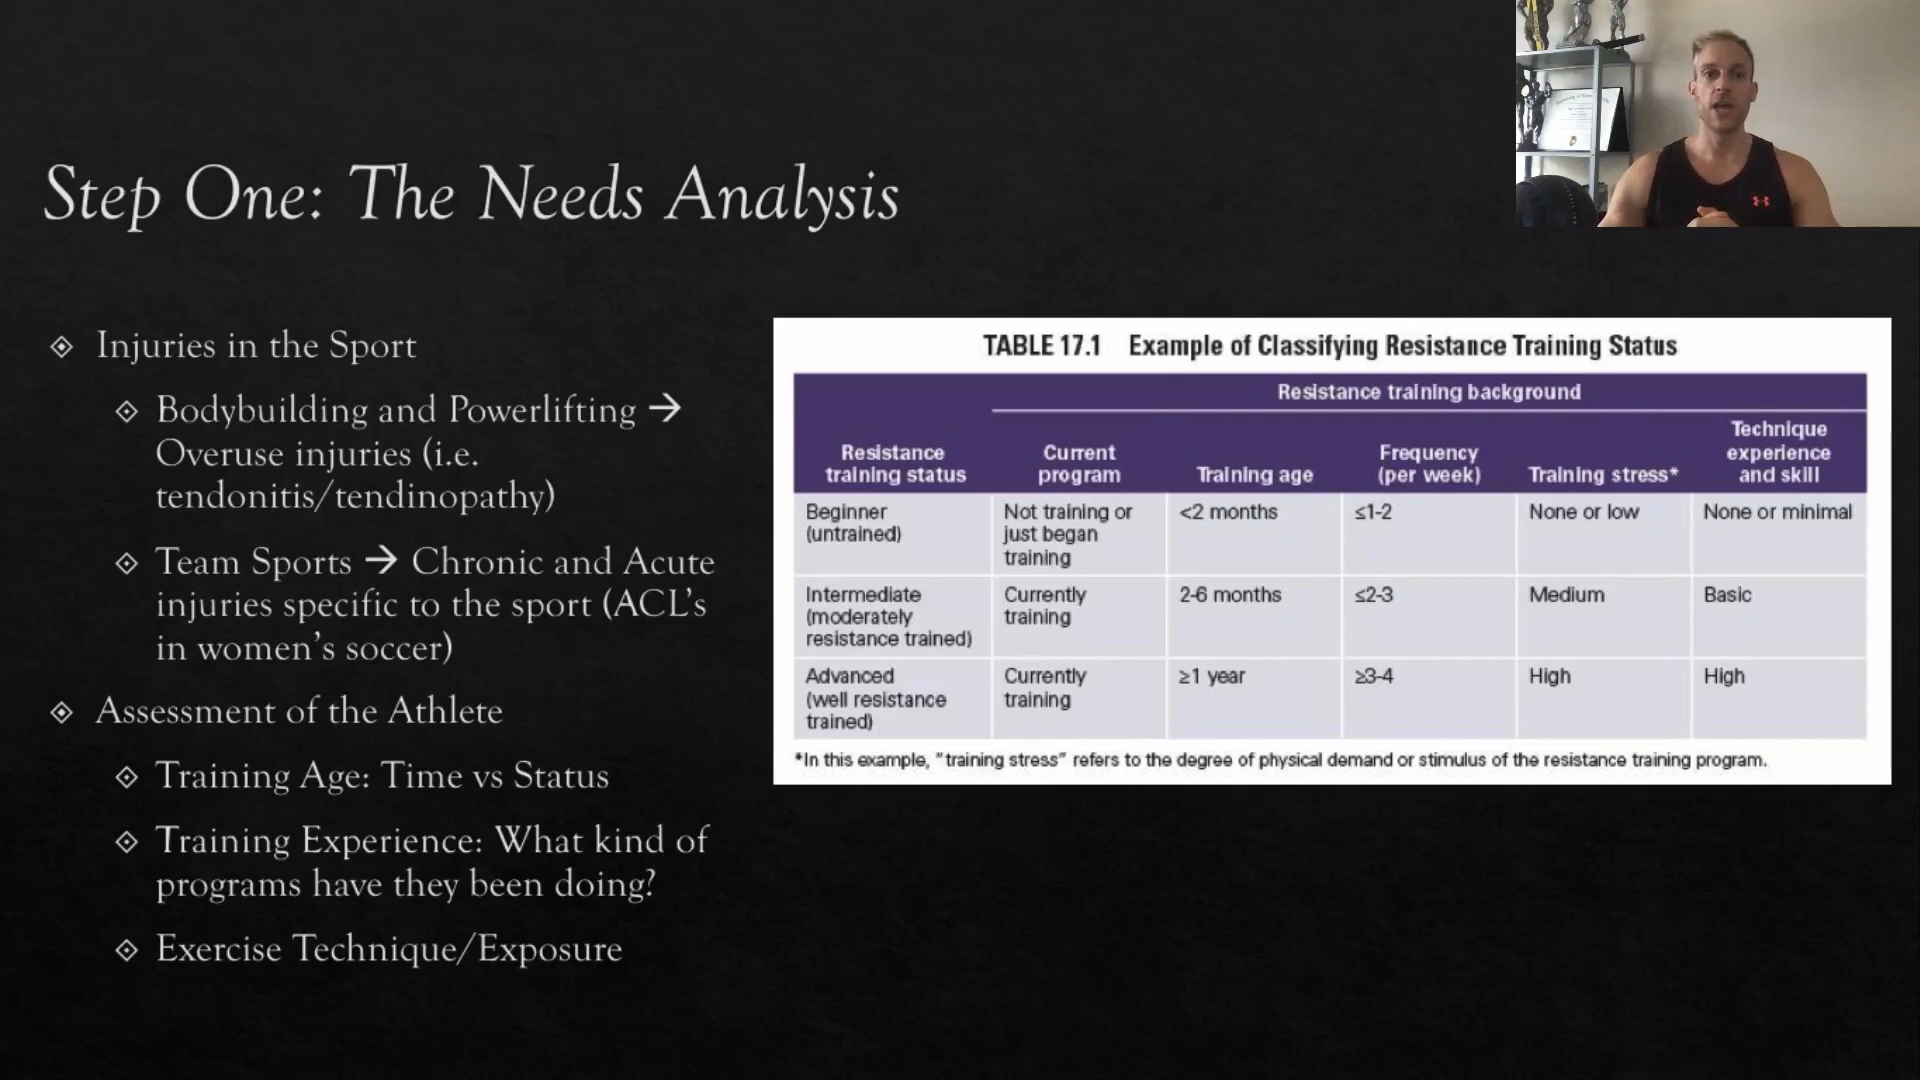 Step One: The Needs Analysis
Injuries in the Sport
Bodybuilding and Powerlifting →
Overuse injuries (i.e.
tendonitis/tendinopathy)
Team Sports → Chronic and Acute
injuries specific to the sport (ACL's
in women's soccer)
Assessment of the Athlete
Training Age: Time vs Status
Training Experience: What kind of
programs have they been doing?
Exercise Technique/Exposure
TABLE 17.1 Example of Classifying Resistance Training Status
Resistance training background
Resistance
training status
Current
program
Training age
Frequency
(per week)
Training stress*
Technique
experience
and skill
Beginner
(untrained)
Not training or
just began
training
<2 months
≤1-2
None or low
None or minimal
Intermediate
(moderately
resistance trained)
Currently
training
2-6 months
≤2-3
Medium
Basic
Advanced
(well resistance
trained)
Currently
training
≥1 year
≥3-4
High
High
*In this example, "training stress" refers to the degree of physical demand or stimulus of the resistance training program.